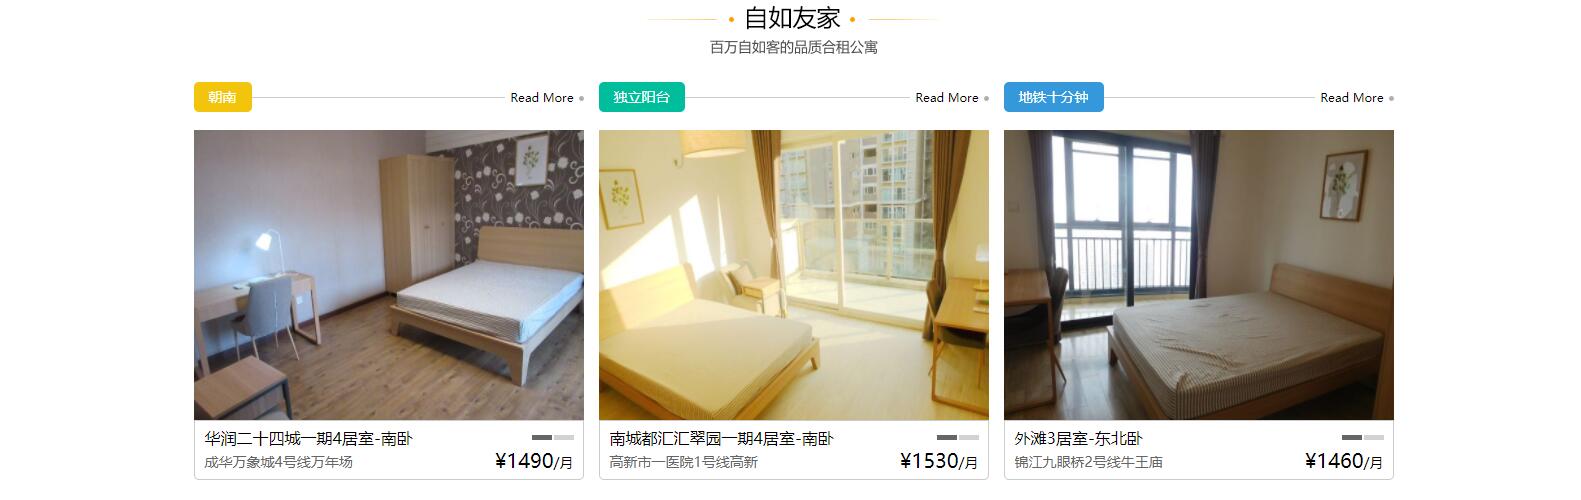 自如友家
百万自如客的品质合租公寓
朝南
Read More
独立阳台
Read More
地铁十分钟
Read More
华润二十四城一期4居室-南卧
成华万象城4号线万年场
¥1490/月
南城都汇汇翠园一期4居室-南卧
高新市一医院1号线高新
¥1530/月
外滩3居室-东北卧
锦江九眼桥2号线牛王庙
¥1460/月